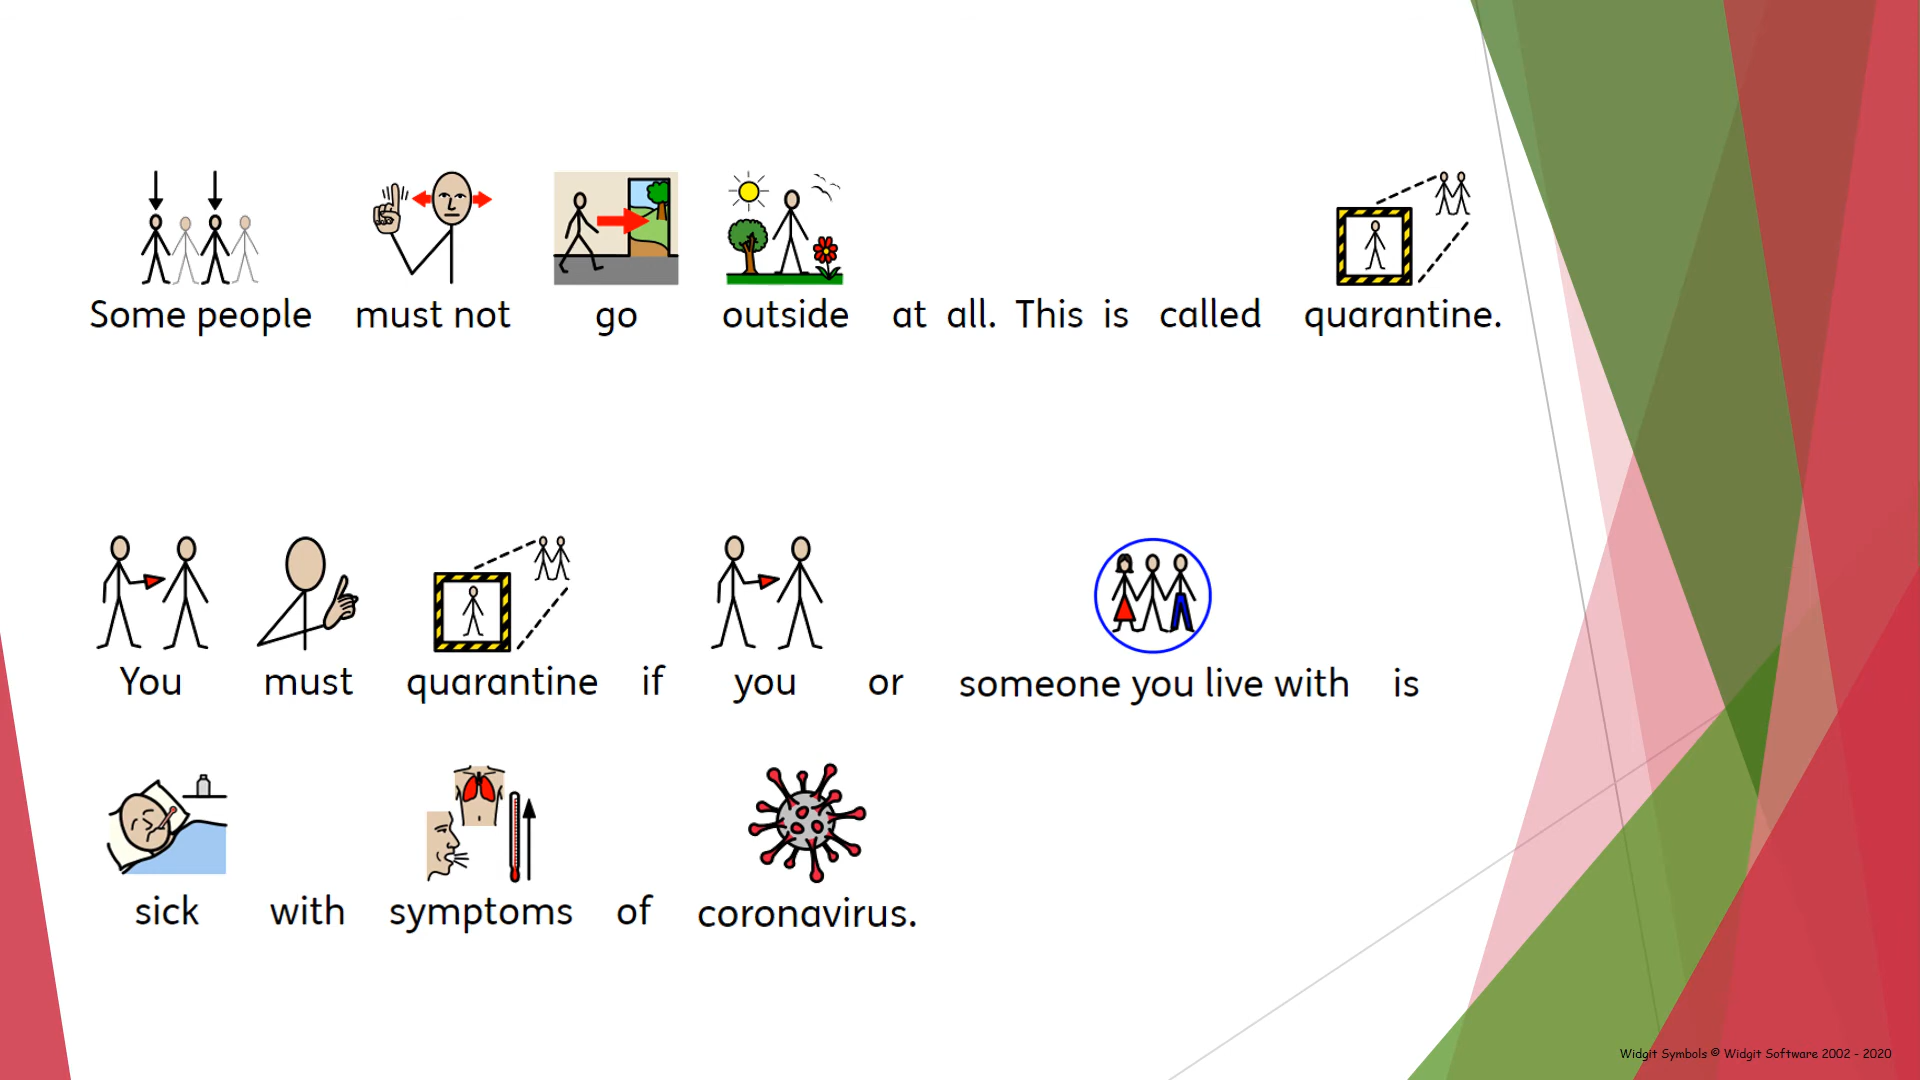 Some people must not go outside at all. This is called quarantine.
You must quarantine if you or someone you live with is
sick with symptoms of coronavirus.
Widgit Symbols © Widgit Software 2002 - 2020